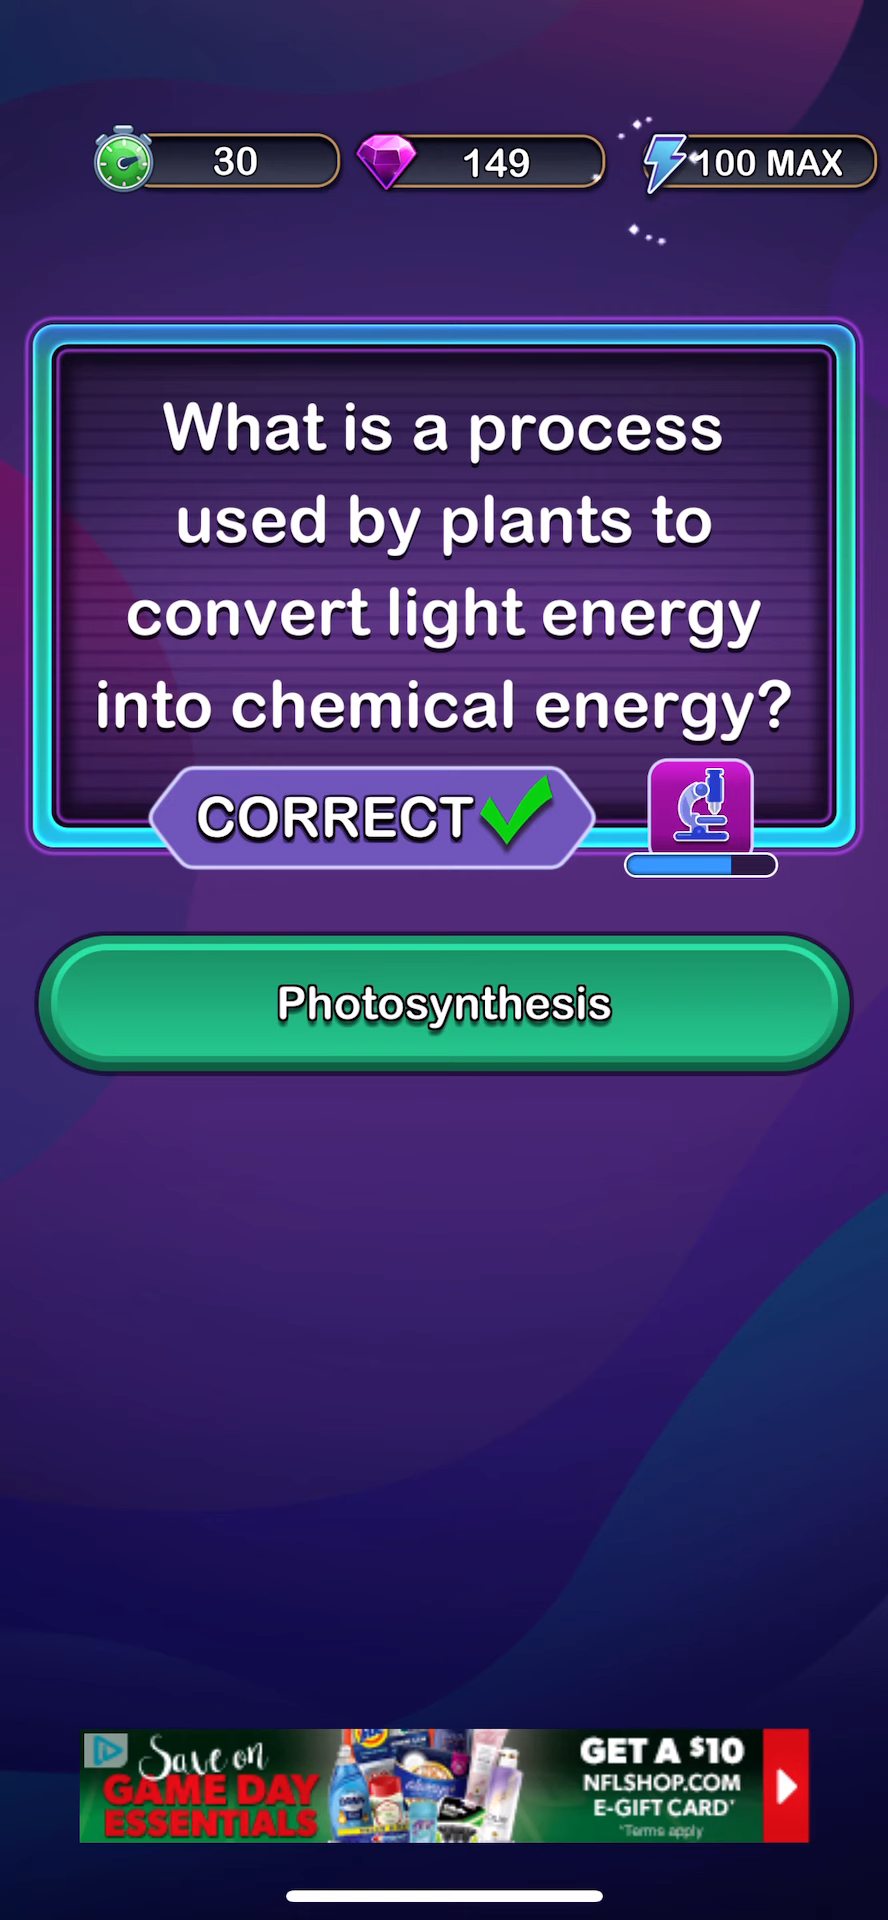 30
149
100 MAX
What is a process
used by plants to
convert light energy
into chemical energy?
CORRECT
Photosynthesis
Save on
GAME DAY
ESSENTIALS
GET A $10
NFLSHOP.COM
E-GIFT CARD*
*Terms apply